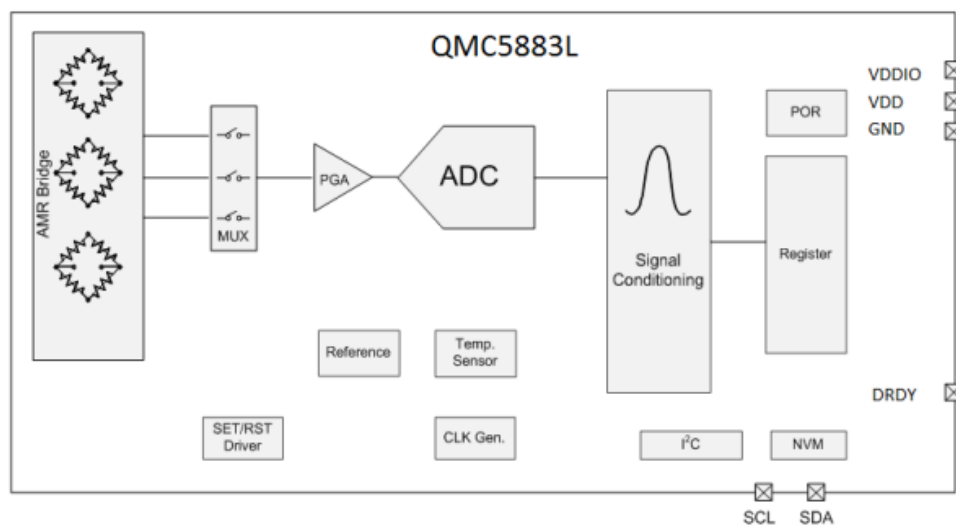 QMC5883L
VDDIO
VDD
GND
POR
AMR Bridge
MUX
PGA
ADC
Signal
Conditioning
Register
Reference
Temp.
Sensor
DRDY
SET/RST
Driver
CLK Gen.
I²C
NVM
SCL
SDA